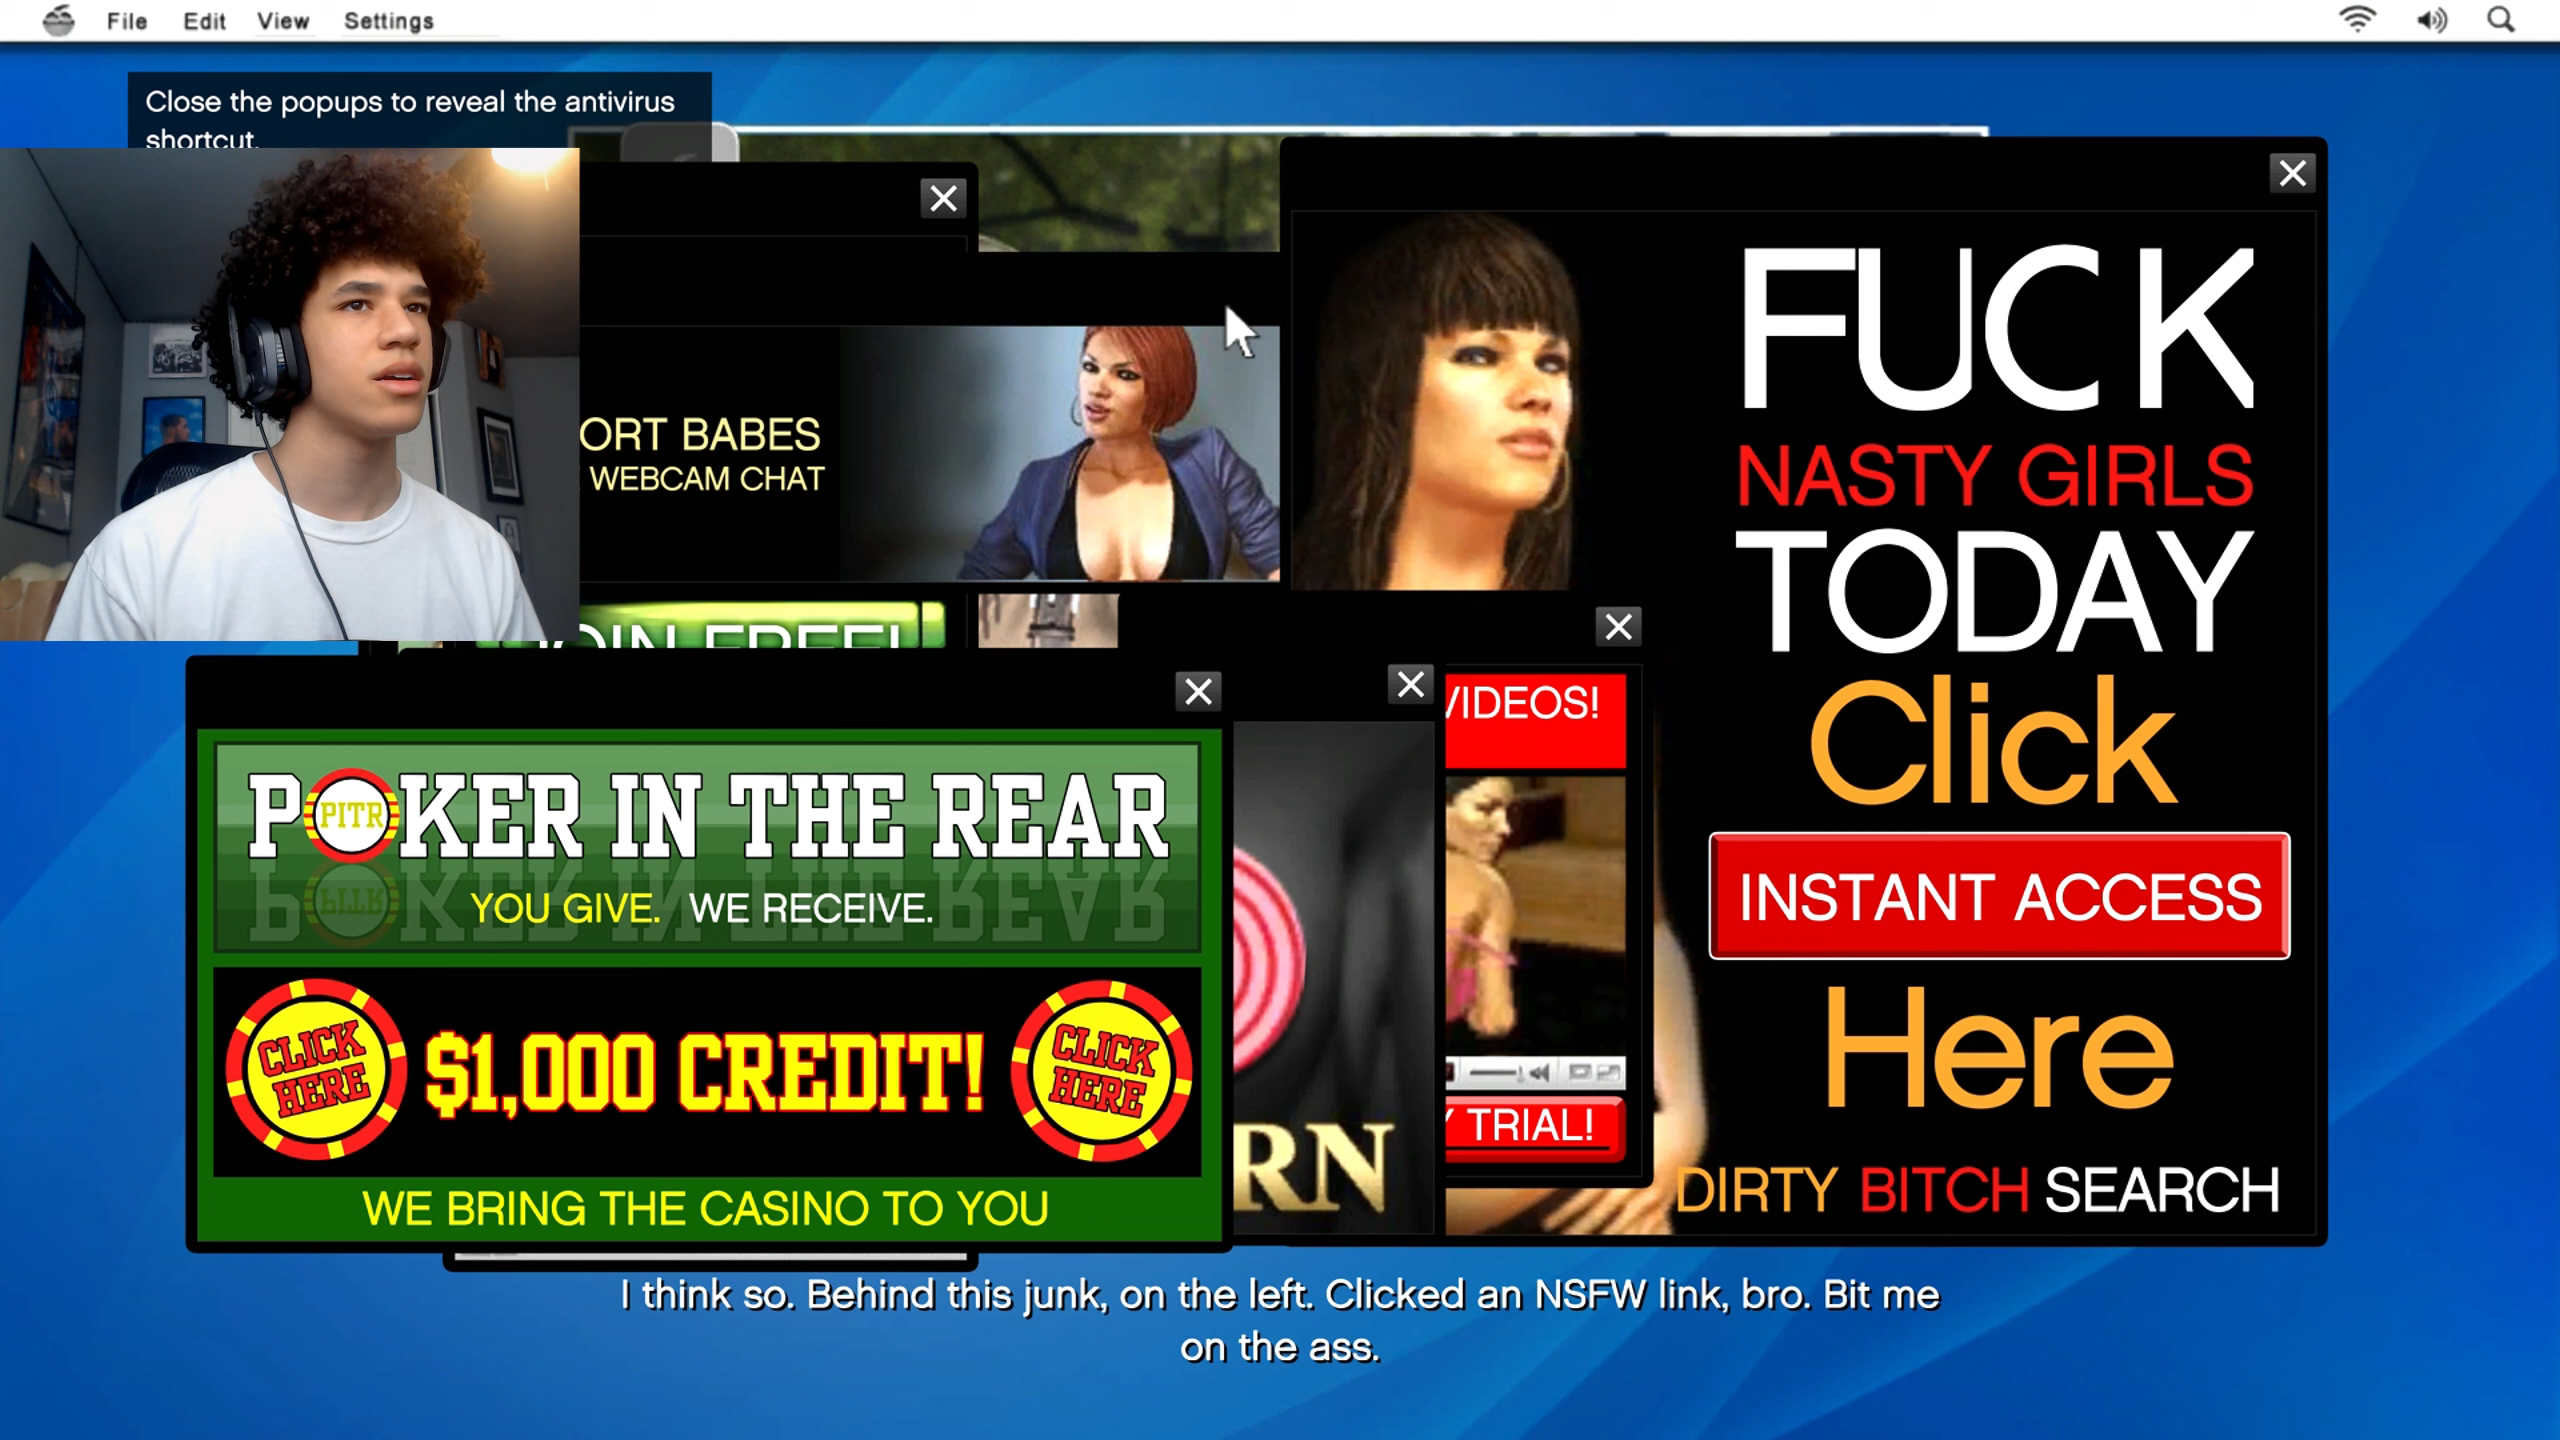 File Edit View Settings
Close the popups to reveal the antivirus
shortcut.
FUCK
NASTY GIRLS
TODAY
Click
INSTANT ACCESS
Here
DIRTY BITCH SEARCH
ORT BABES
WEBCAM CHAT
JOIN FREE!
VIDEOS!
Y TRIAL!
RN
POKER IN THE REAR
PITR
YOU GIVE. WE RECEIVE.
CLICK
HERE
$1,000 CREDIT!
CLICK
HERE
WE BRING THE CASINO TO YOU
I think so. Behind this junk, on the left. Clicked an NSFW link, bro. Bit me
on the ass.